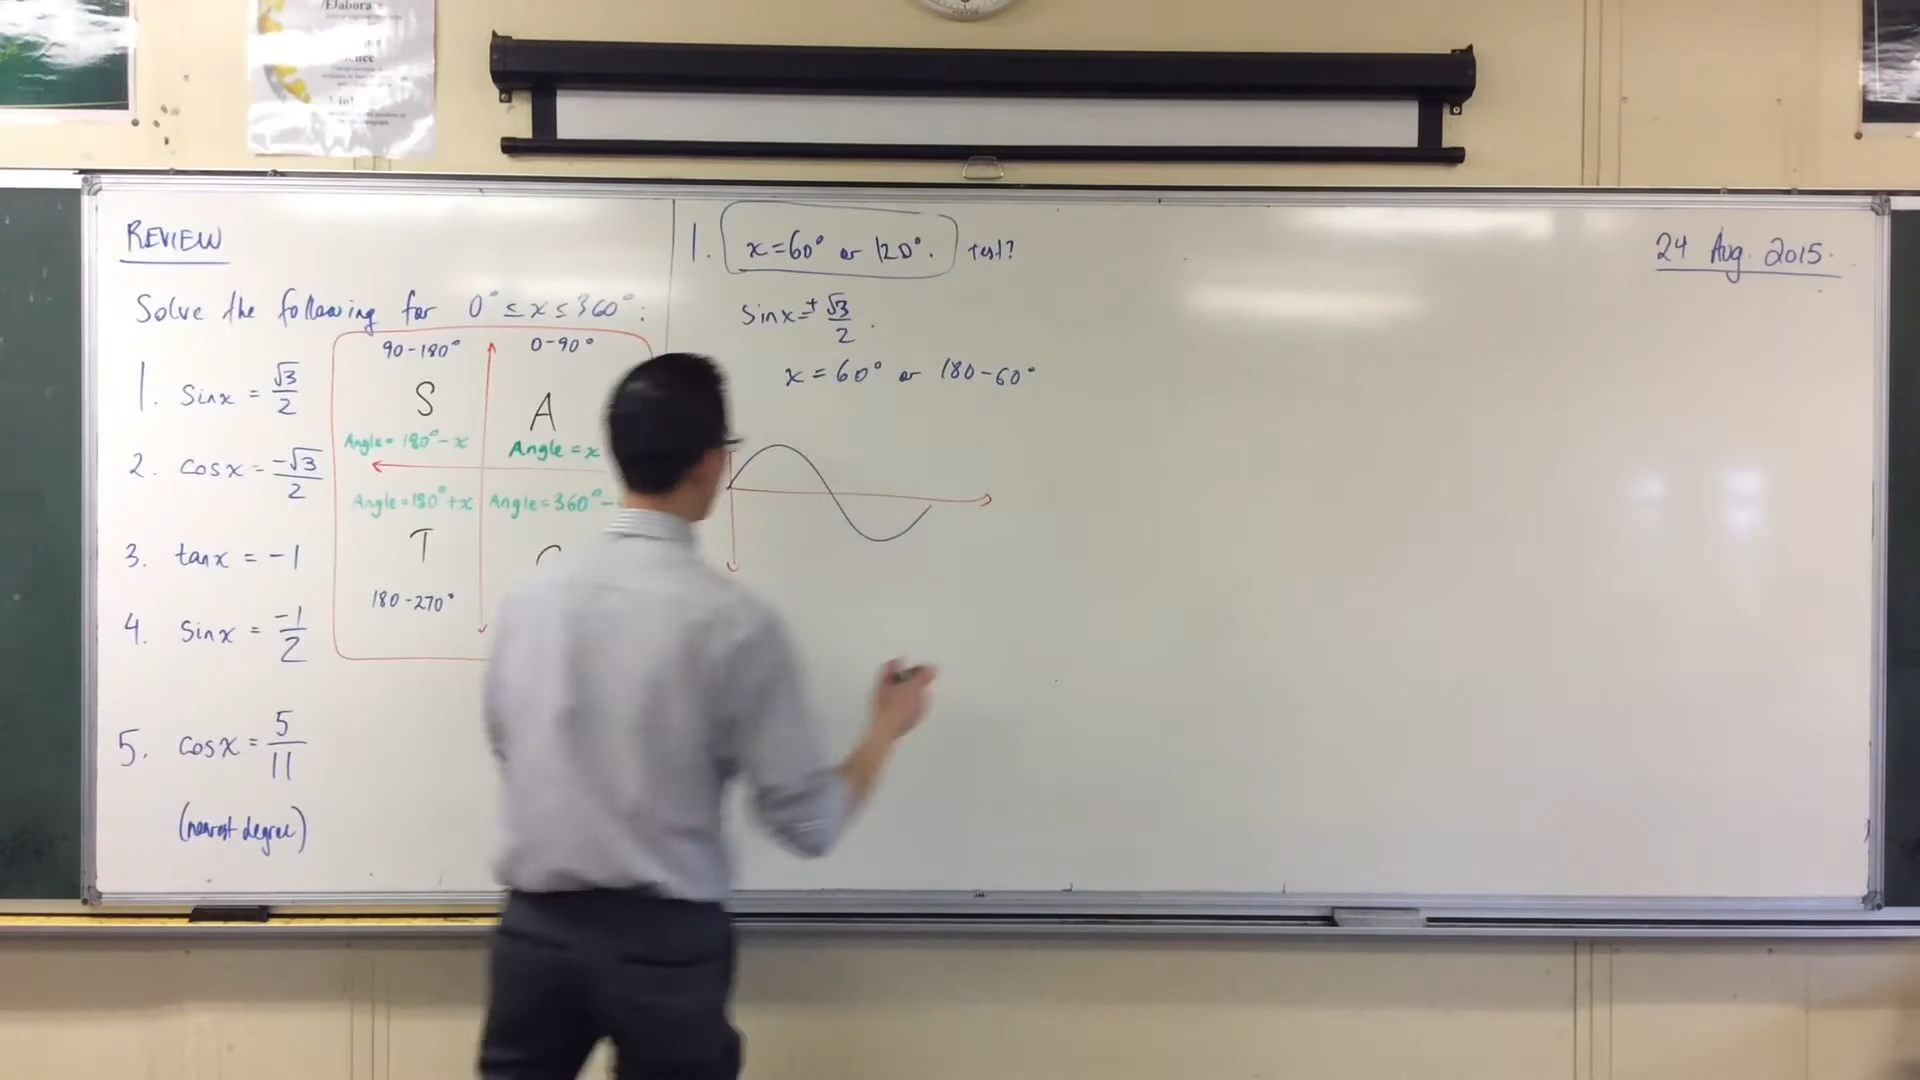 Elabora
ience
REVIEW
Solve the following for 0° ≤ x ≤ 360° :
1. sin x = √3/2
2. cos x = -√3/2
3. tan x = -1
4. sin x = -1/2
5. cos x = 5/11
(nearest degree)
90-180° 0-90°
S A
Angle= 180° - x Angle = x
Angle=180°+x Angle=360° -
T
180-270°
1. x = 60° or 120°. test?
sin x = + √3/2 .
x = 60° or 180-60°
24 Aug. 2015.